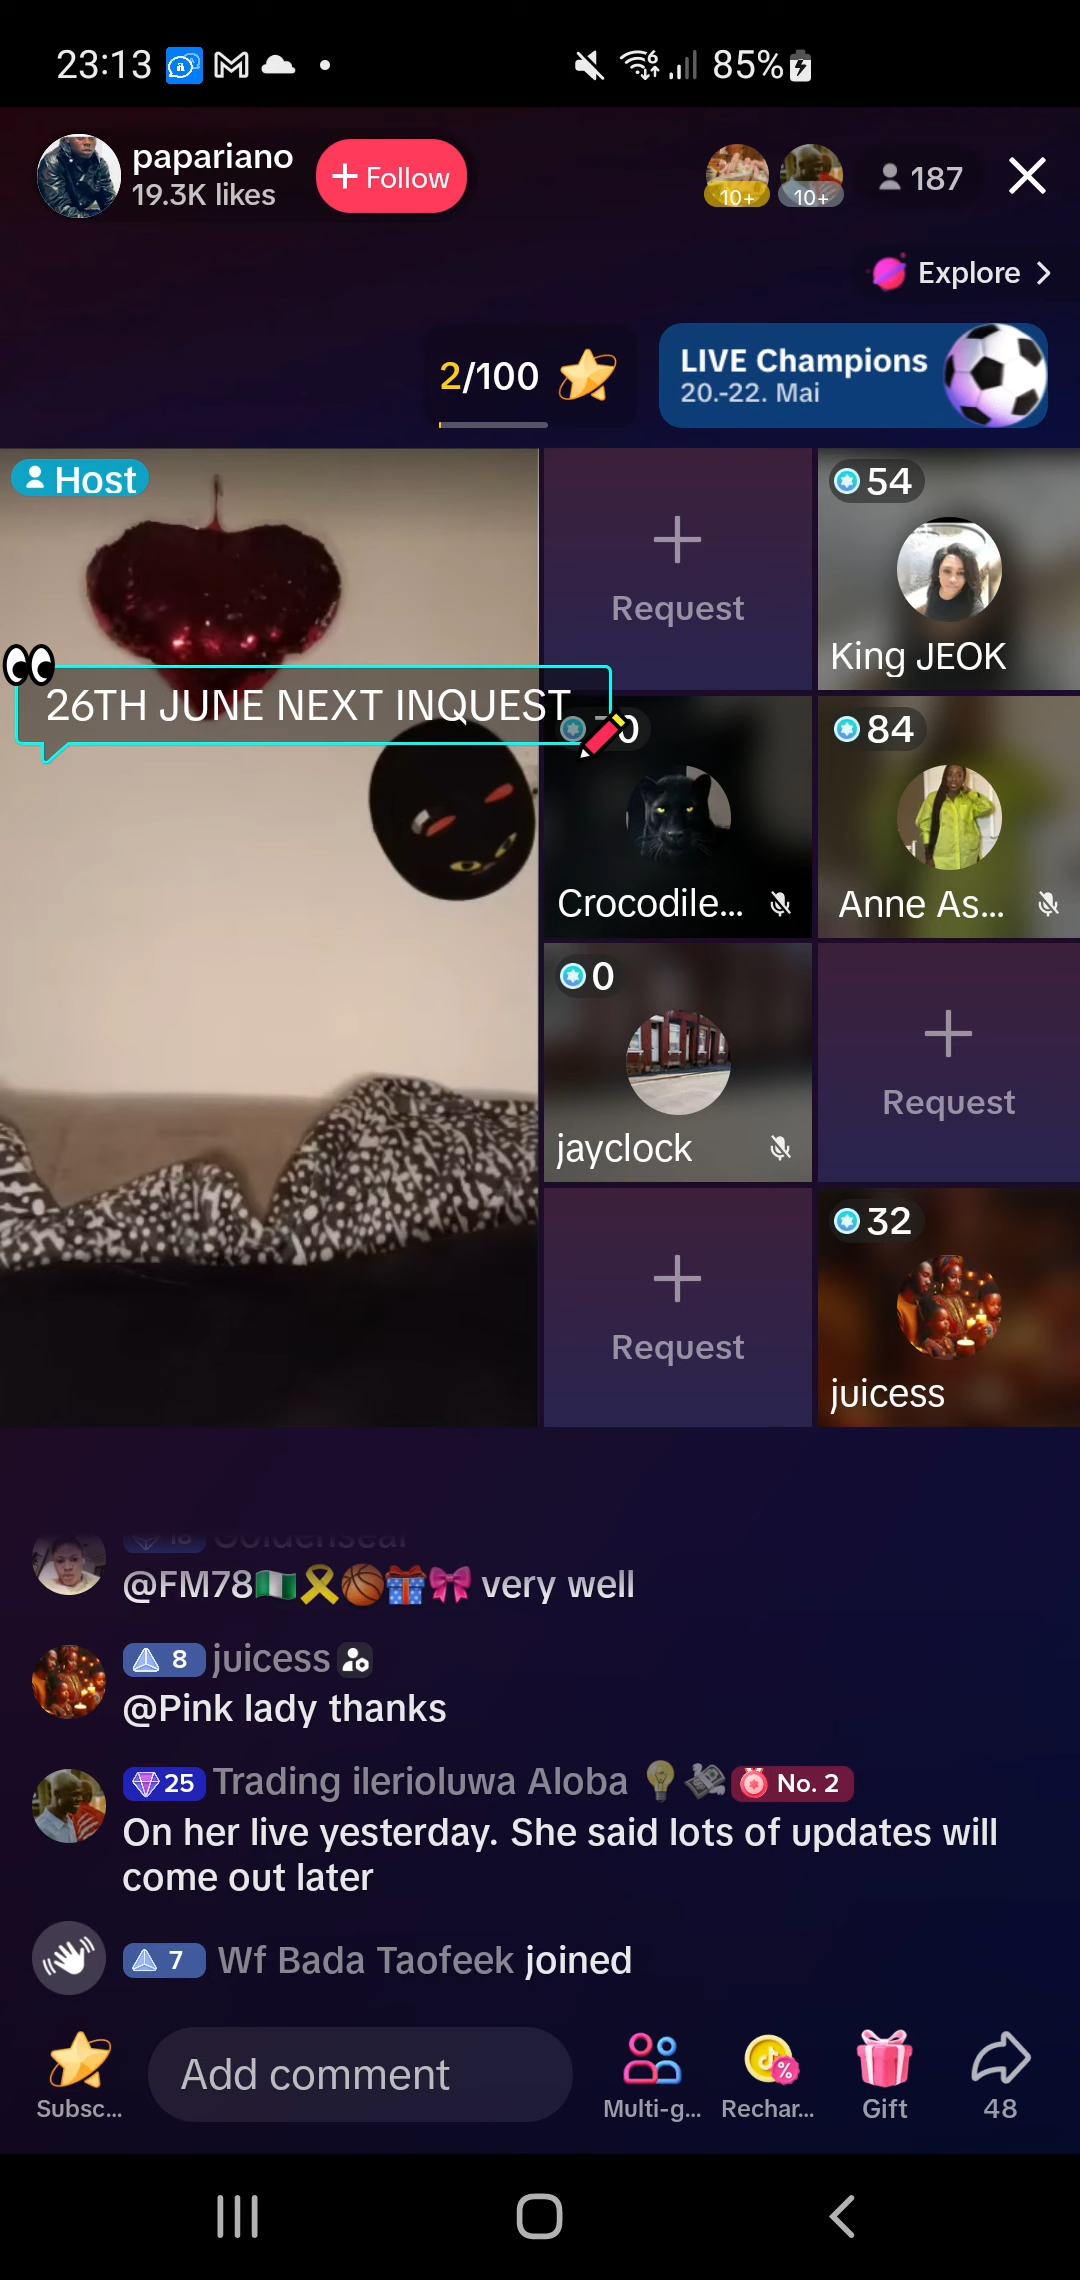 23:13
85%
papariano
19.3K likes
+ Follow
10+
10+
187
Explore
2/100
LIVE Champions
20.-22. Mai
Host
Request
54
King JEOK
26TH JUNE NEXT INQUEST
Crocodile...
84
Anne As...
0
jayclock
Request
Request
32
juicess
@FM78🇳🇬🎗️🏀🎁🎀 very well
8 juicess
@Pink lady thanks
25 Trading ilerioluwa Aloba 💡💸 No. 2
On her live yesterday. She said lots of updates will
come out later
7 Wf Bada Taofeek joined
Subsc...
Add comment
Multi-g...
Rechar...
Gift
48